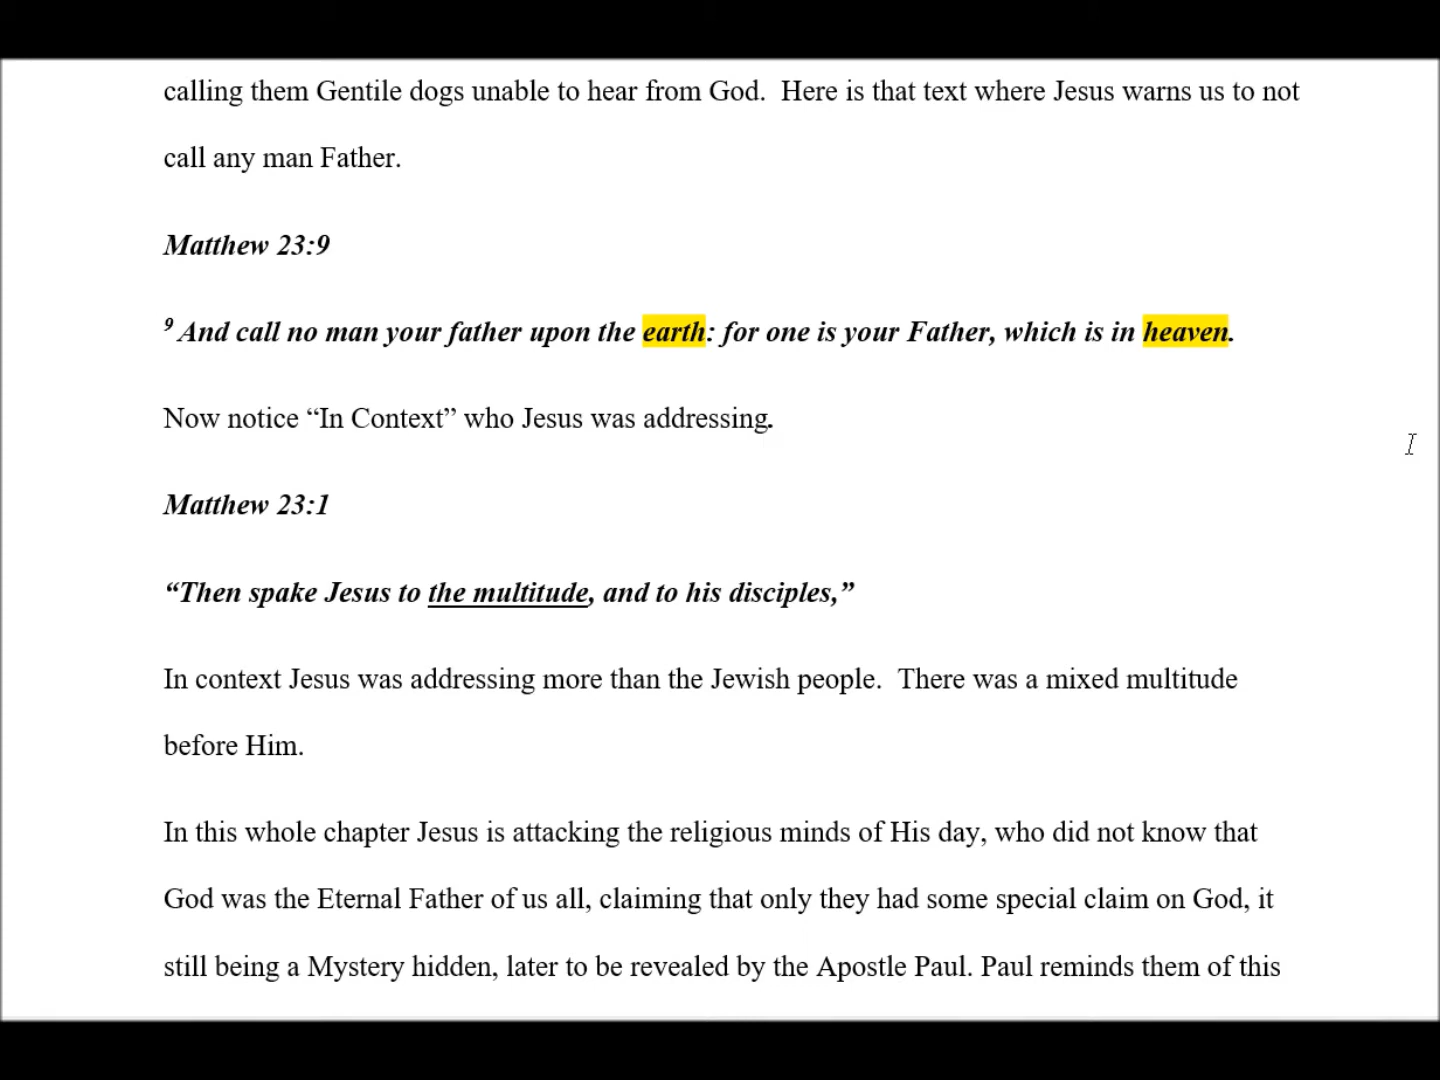 calling them Gentile dogs unable to hear from God.  Here is that text where Jesus warns us to not
call any man Father.
Matthew 23:9
9 And call no man your father upon the earth: for one is your Father, which is in heaven.
Now notice “In Context” who Jesus was addressing.
Matthew 23:1
“Then spake Jesus to the multitude, and to his disciples,”
In context Jesus was addressing more than the Jewish people.  There was a mixed multitude
before Him.
In this whole chapter Jesus is attacking the religious minds of His day, who did not know that
God was the Eternal Father of us all, claiming that only they had some special claim on God, it
still being a Mystery hidden, later to be revealed by the Apostle Paul. Paul reminds them of this